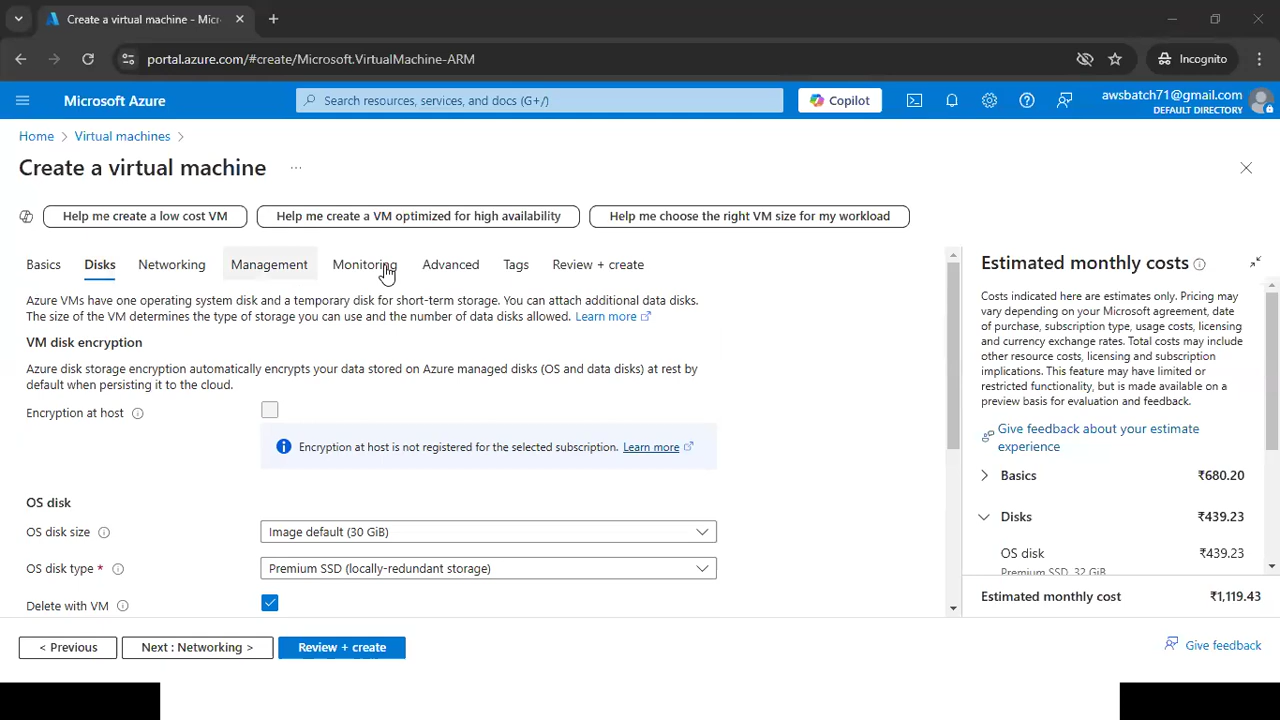 Create a virtual machine - Micr
portal.azure.com/#create/Microsoft.VirtualMachine-ARM
Incognito
Microsoft Azure
Search resources, services, and docs (G+/)
Copilot
awsbatch71@gmail.com
DEFAULT DIRECTORY
Home > Virtual machines >
Create a virtual machine
Help me create a low cost VM
Help me create a VM optimized for high availability
Help me choose the right VM size for my workload
Basics Disks Networking Management Monitoring Advanced Tags Review + create
Azure VMs have one operating system disk and a temporary disk for short-term storage. You can attach additional data disks.
The size of the VM determines the type of storage you can use and the number of data disks allowed. Learn more
VM disk encryption
Azure disk storage encryption automatically encrypts your data stored on Azure managed disks (OS and data disks) at rest by
default when persisting it to the cloud.
Encryption at host
Encryption at host is not registered for the selected subscription. Learn more
OS disk
OS disk size
Image default (30 GiB)
OS disk type *
Premium SSD (locally-redundant storage)
Delete with VM
< Previous
Next : Networking >
Review + create
Estimated monthly costs
Costs indicated here are estimates only. Pricing may
vary depending on your Microsoft agreement, date
of purchase, subscription type, usage costs, licensing
and currency exchange rates. Total costs may include
other resource costs, licensing and subscription
implications. This feature may have limited or
restricted functionality, but is made available on a
preview basis for evaluation and feedback.
Give feedback about your estimate
experience
Basics ₹680.20
Disks ₹439.23
OS disk ₹439.23
Premium SSD, 32 GiB
Estimated monthly cost ₹1,119.43
Give feedback